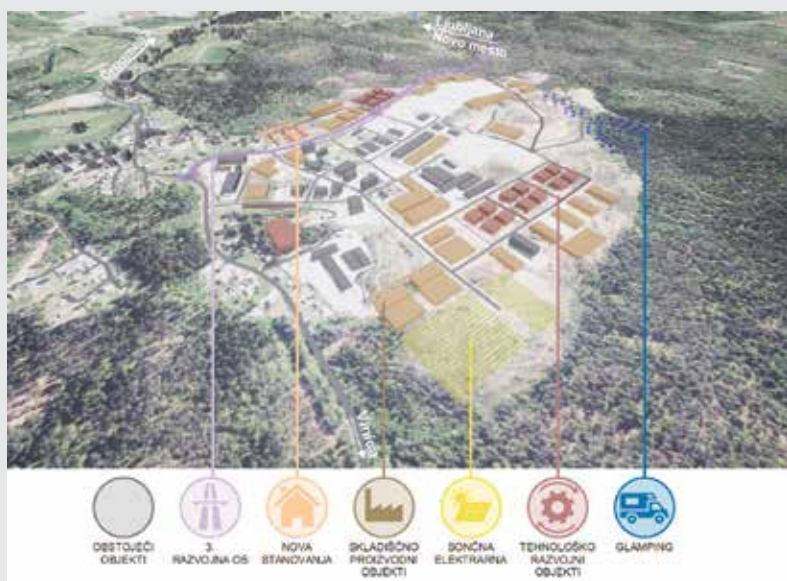 Ljubljana
Novo mesto
Vinica
OBSTOJEČI
OBJEKTI
3.
RAZVOJNA OS
NOVA
STANOVANJA
SKLADIŠČNO
PROIZVODNI
OBJEKTI
SONČNA
ELEKTRARNA
TEHNOLOŠKO
RAZVOJNI
OBJEKTI
GLAMPING